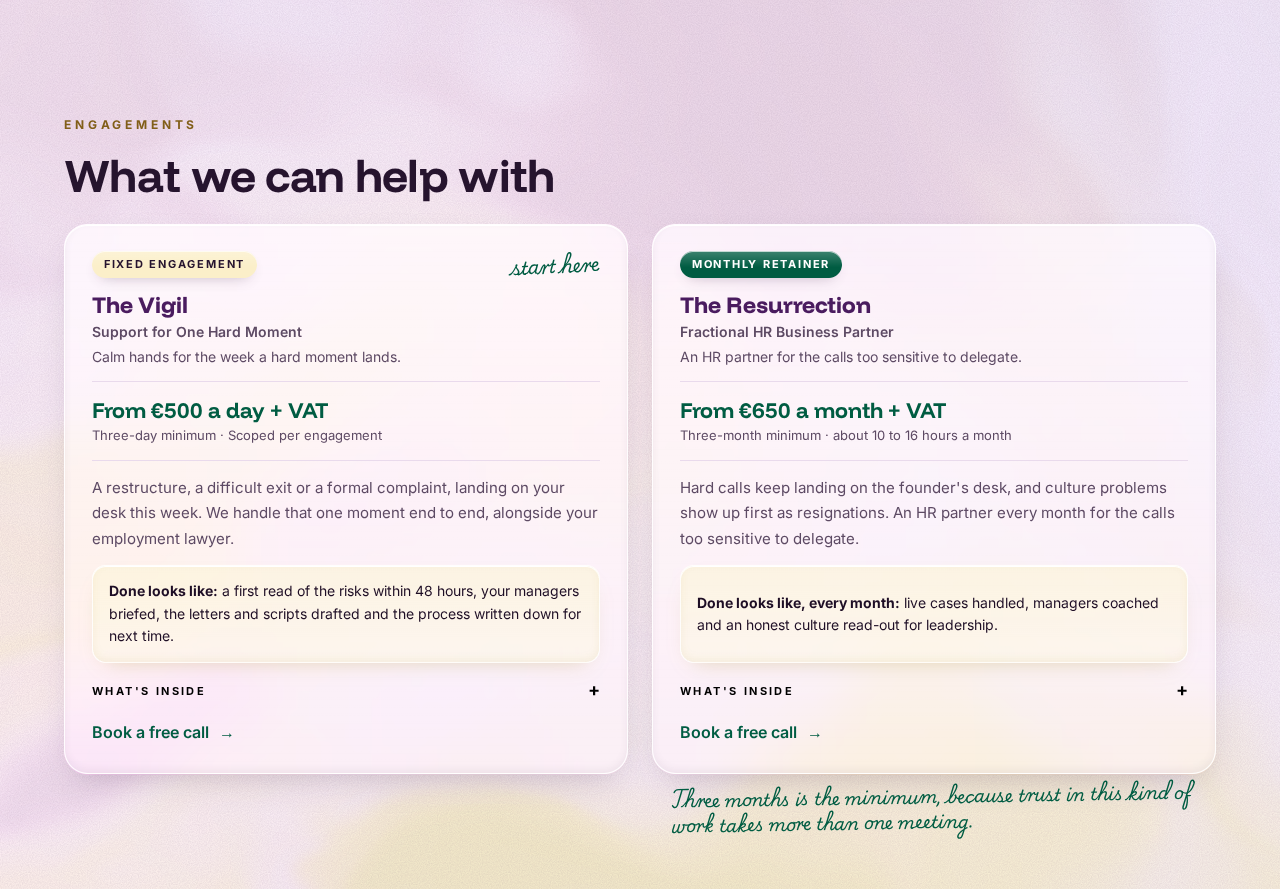 ENGAGEMENTS
What we can help with
FIXED ENGAGEMENT
start here
The Vigil
Support for One Hard Moment
Calm hands for the week a hard moment lands.
From €500 a day + VAT
Three-day minimum · Scoped per engagement
A restructure, a difficult exit or a formal complaint, landing on your
desk this week. We handle that one moment end to end, alongside your
employment lawyer.
Done looks like: a first read of the risks within 48 hours, your managers
briefed, the letters and scripts drafted and the process written down for
next time.
WHAT'S INSIDE +
Book a free call →
MONTHLY RETAINER
The Resurrection
Fractional HR Business Partner
An HR partner for the calls too sensitive to delegate.
From €650 a month + VAT
Three-month minimum · about 10 to 16 hours a month
Hard calls keep landing on the founder's desk, and culture problems
show up first as resignations. An HR partner every month for the calls
too sensitive to delegate.
Done looks like, every month: live cases handled, managers coached
and an honest culture read-out for leadership.
WHAT'S INSIDE +
Book a free call →
Three months is the minimum, because trust in this kind of
work takes more than one meeting.